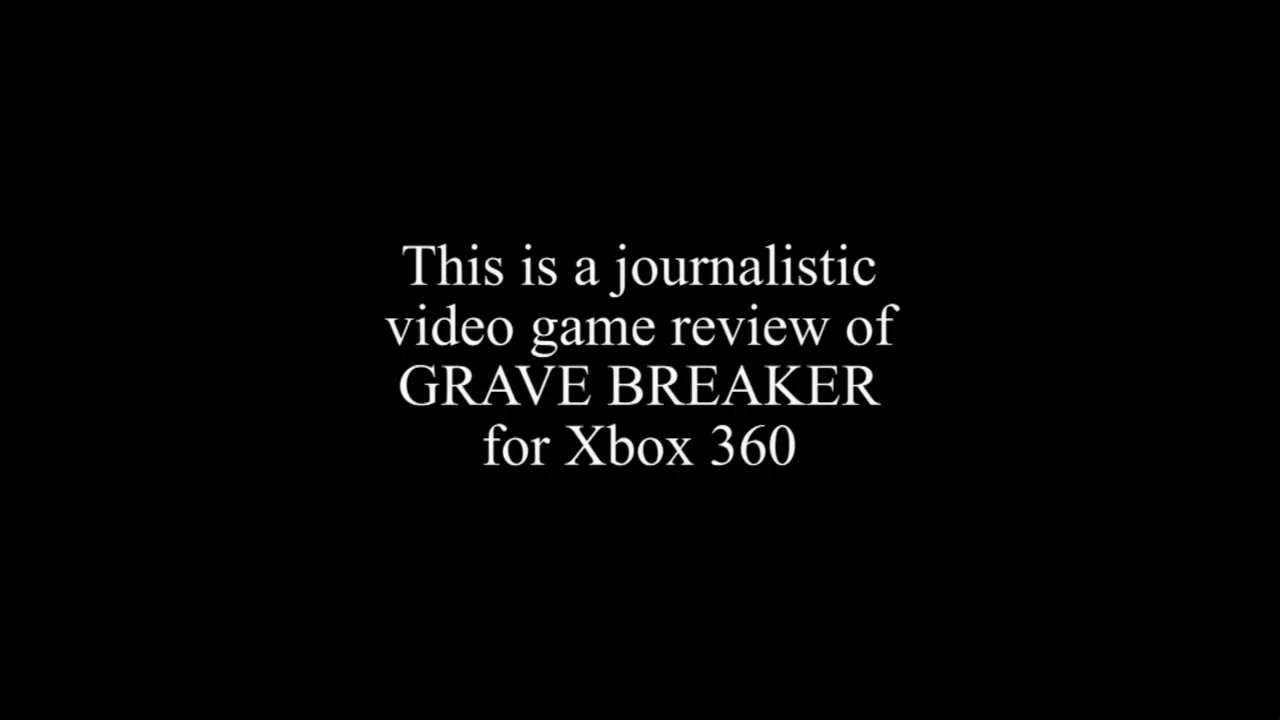 This is a journalistic
video game review of
GRAVE BREAKER
for Xbox 360